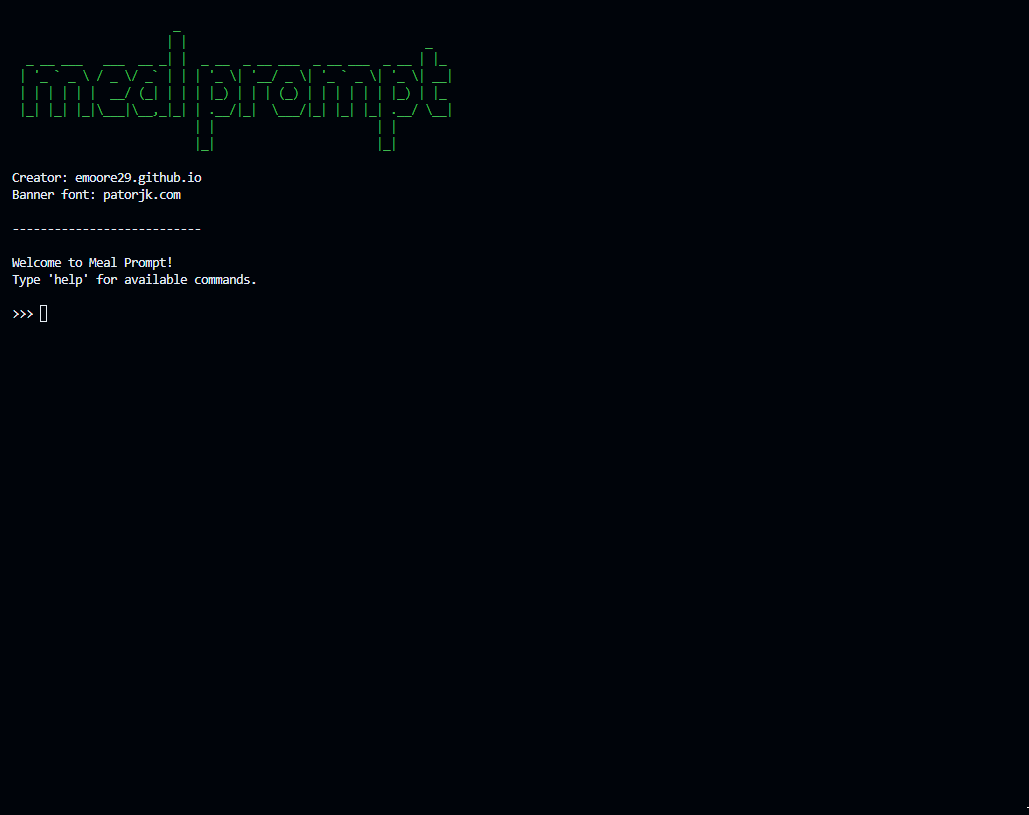 mealprompt
Creator: emoore29.github.io
Banner font: patorjk.com
---------------------------
Welcome to Meal Prompt!
Type 'help' for available commands.
>>>